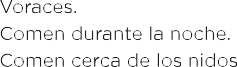 Voraces.
Comen durante la noche.
Comen cerca de los nidos